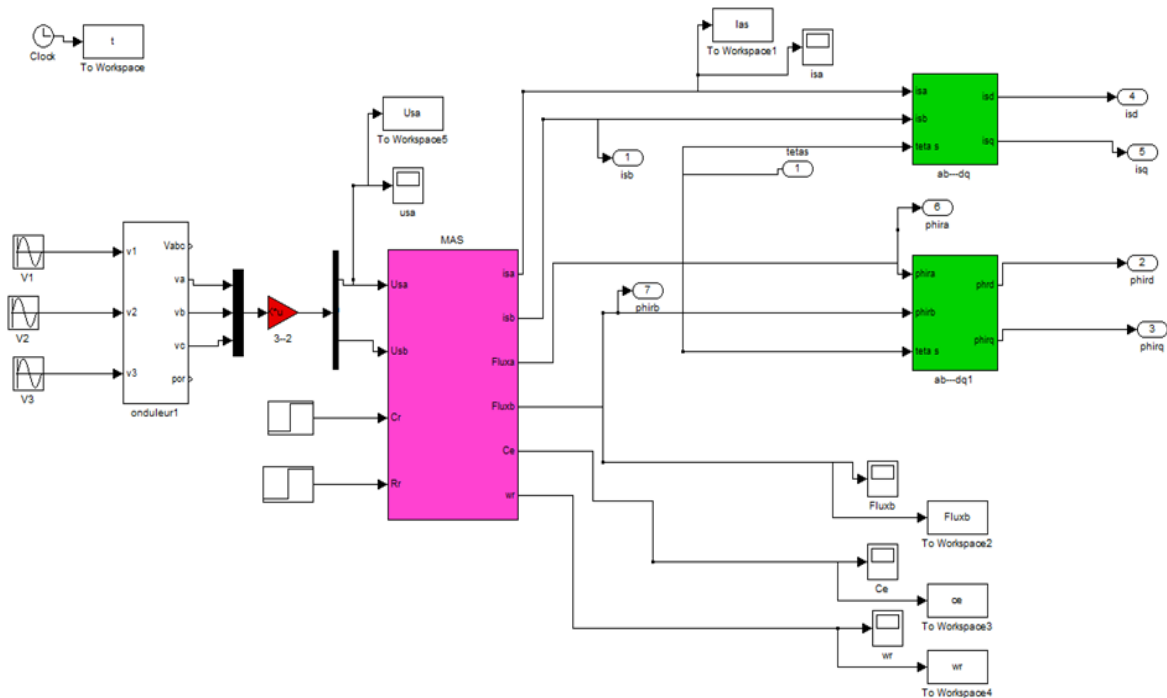 Clock
t
To Workspace
Ias
To Workspace1
isa
Usa
To Workspace5
usa
isa
isb
teta s
isd
isq
ab---dq
4
isd
5
isq
1
isb
tetas
1
6
phira
V1
V2
V3
v1
v2
v3
Vabc
va
vb
vc
por
onduleur1
3--2
MAS
Usa
Usb
Cr
Rr
isa
isb
Fluxa
Fluxb
Ce
wr
7
phirb
phira
phirb
teta s
phrd
phirq
ab---dq1
2
phird
3
phirq
Fluxb
Fluxb
To Workspace2
Ce
ce
To Workspace3
wr
wr
To Workspace4